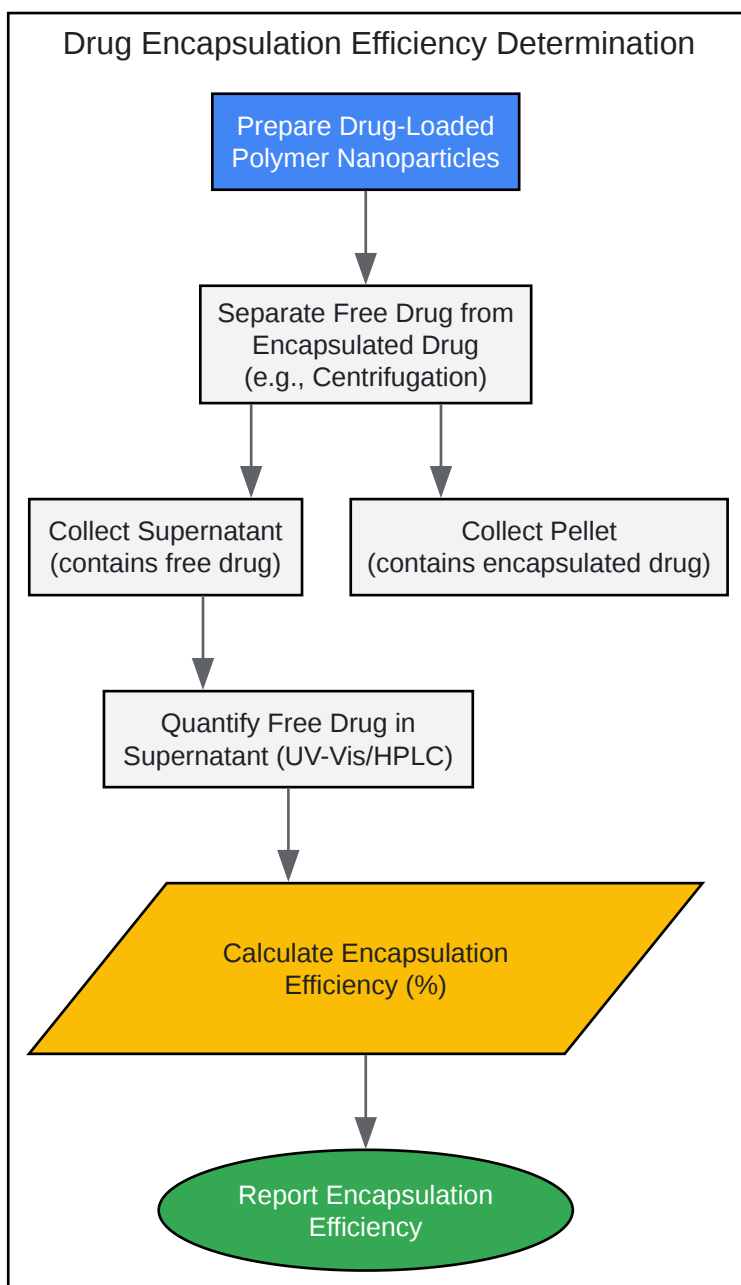 Drug Encapsulation Efficiency Determination
Prepare Drug-Loaded
Polymer Nanoparticles
Separate Free Drug from
Encapsulated Drug
(e.g., Centrifugation)
Collect Supernatant
(contains free drug)
Collect Pellet
(contains encapsulated drug)
Quantify Free Drug in
Supernatant (UV-Vis/HPLC)
Calculate Encapsulation
Efficiency (%)
Report Encapsulation
Efficiency